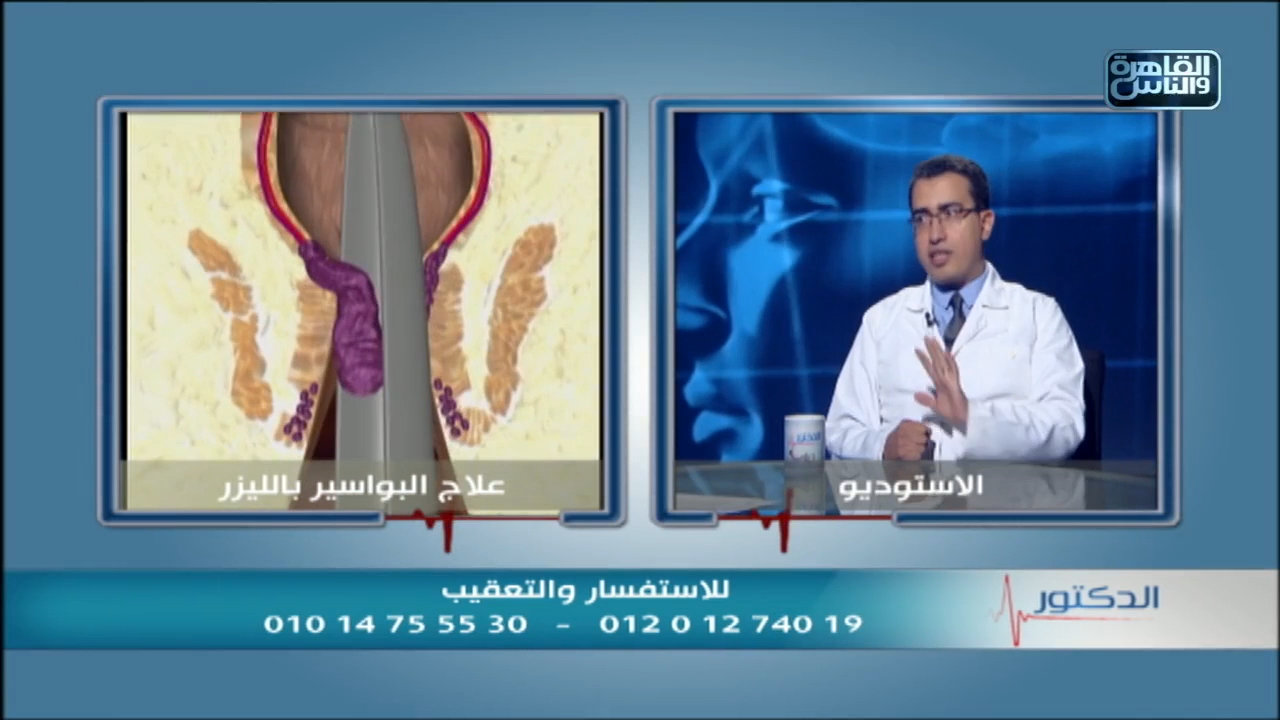 القاهرة
والناس
الدكتور
الاستوديو
علاج البواسير بالليزر
للاستفسار والتعقيب
010 14 75 55 30 - 012 0 12 740 19
الدكتور